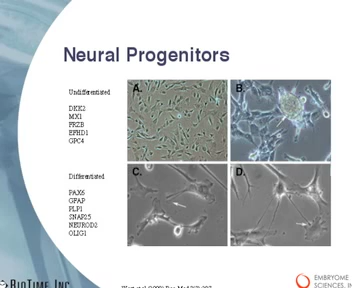 Neural Progenitors
Undifferentiated
DKK2
MX1
FRZB
EFHD1
GPC4
Differentiated
PAX6
GFAP
PLP1
SNAP25
NEUROD2
OLIG1
A.
B.
C.
D.
BIOTIME, INC
EMBRYOME
SCIENCES, IN